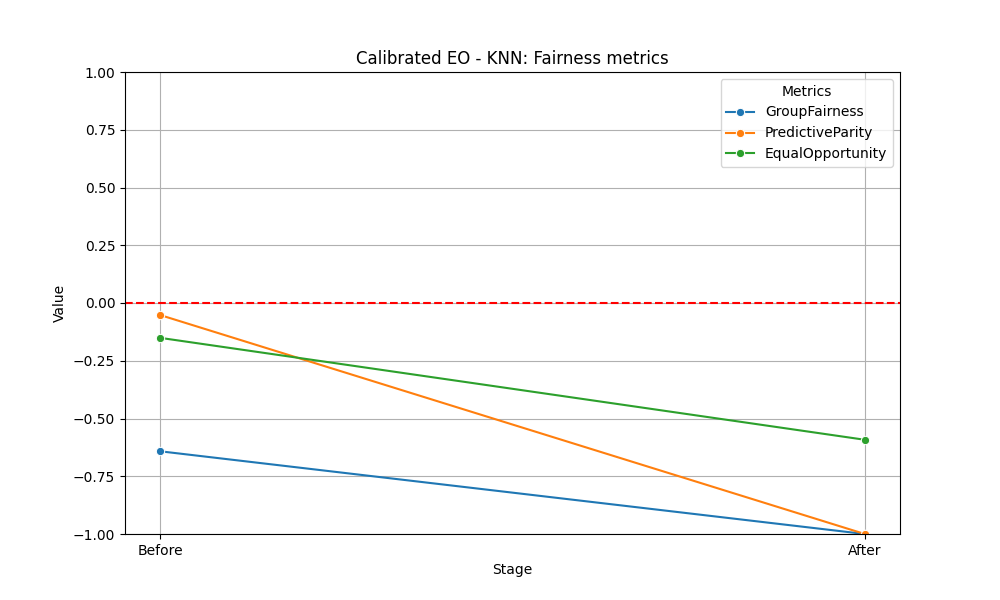 Calibrated EO - KNN: Fairness metrics
Metrics
GroupFairness
PredictiveParity
EqualOpportunity
1.00
0.75
0.50
0.25
0.00
−0.25
−0.50
−0.75
−1.00
Value
Before
After
Stage